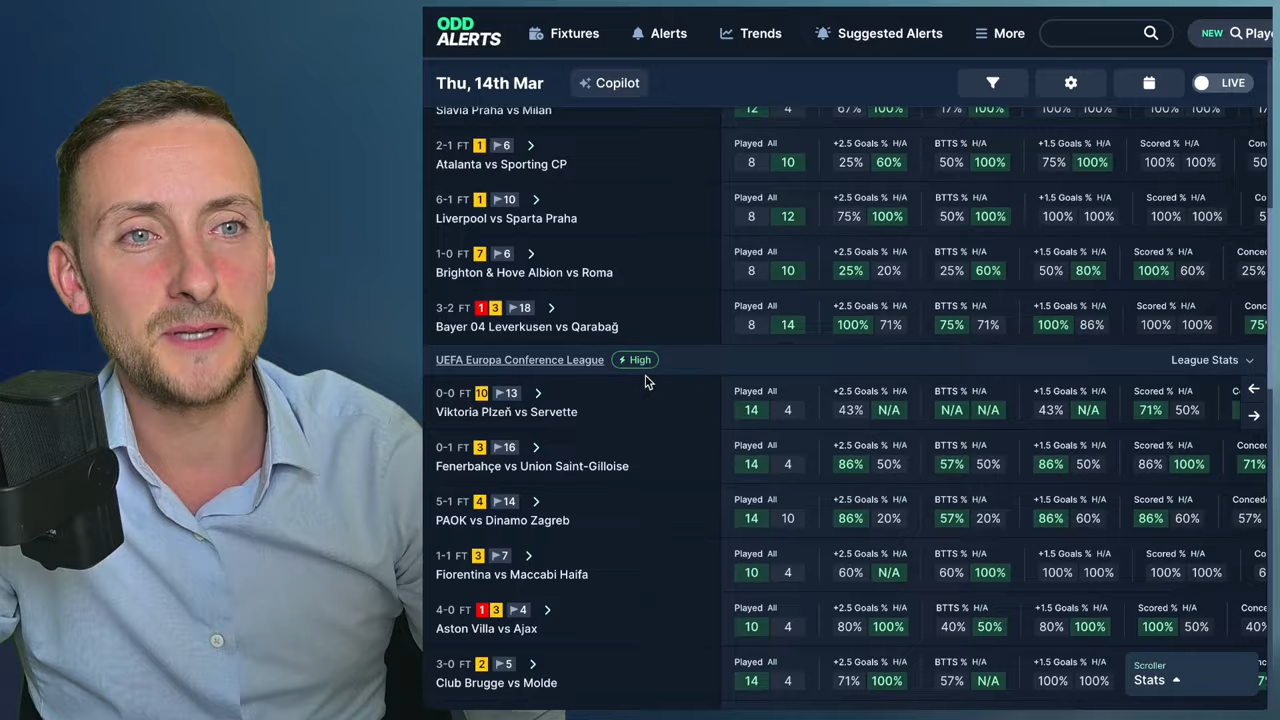 ODD
ALERTS
Fixtures
Alerts
Trends
Suggested Alerts
More
NEW
Thu, 14th Mar
Copilot
LIVE
Slavia Praha vs Milan
12 4 67% 100% 17% 100% 100% 100% 100% 100%
2-1 FT 1 6
Atalanta vs Sporting CP
Played All +2.5 Goals % H/A BTTS % H/A +1.5 Goals % H/A Scored % H/A
8 10 25% 60% 50% 100% 75% 100% 100% 100%
6-1 FT 1 10
Liverpool vs Sparta Praha
Played All +2.5 Goals % H/A BTTS % H/A +1.5 Goals % H/A Scored % H/A
8 12 75% 100% 50% 100% 100% 100% 100% 100%
1-0 FT 7 6
Brighton & Hove Albion vs Roma
Played All +2.5 Goals % H/A BTTS % H/A +1.5 Goals % H/A Scored % H/A
8 10 25% 20% 25% 60% 50% 80% 100% 60% 25%
3-2 FT 1 3 18
Bayer 04 Leverkusen vs Qarabağ
Played All +2.5 Goals % H/A BTTS % H/A +1.5 Goals % H/A Scored % H/A
8 14 100% 71% 75% 71% 100% 86% 100% 100% 75%
UEFA Europa Conference League High League Stats
0-0 FT 10 13
Viktoria Plzeň vs Servette
Played All +2.5 Goals % H/A BTTS % H/A +1.5 Goals % H/A Scored % H/A
14 4 43% N/A N/A N/A 43% N/A 71% 50%
0-1 FT 3 16
Fenerbahçe vs Union Saint-Gilloise
Played All +2.5 Goals % H/A BTTS % H/A +1.5 Goals % H/A Scored % H/A
14 4 86% 50% 57% 50% 86% 50% 86% 100% 71%
5-1 FT 4 14
PAOK vs Dinamo Zagreb
Played All +2.5 Goals % H/A BTTS % H/A +1.5 Goals % H/A Scored % H/A
14 10 86% 20% 57% 20% 86% 60% 86% 60% 57%
1-1 FT 3 7
Fiorentina vs Maccabi Haifa
Played All +2.5 Goals % H/A BTTS % H/A +1.5 Goals % H/A Scored % H/A
10 4 60% N/A 60% 100% 100% 100% 100% 100%
4-0 FT 1 3 4
Aston Villa vs Ajax
Played All +2.5 Goals % H/A BTTS % H/A +1.5 Goals % H/A Scored % H/A
10 4 80% 100% 40% 50% 80% 100% 100% 50% 40%
3-0 FT 2 5
Club Brugge vs Molde
Played All +2.5 Goals % H/A BTTS % H/A +1.5 Goals % H/A
14 4 71% 100% 57% N/A 100% 100%
Scroller
Stats